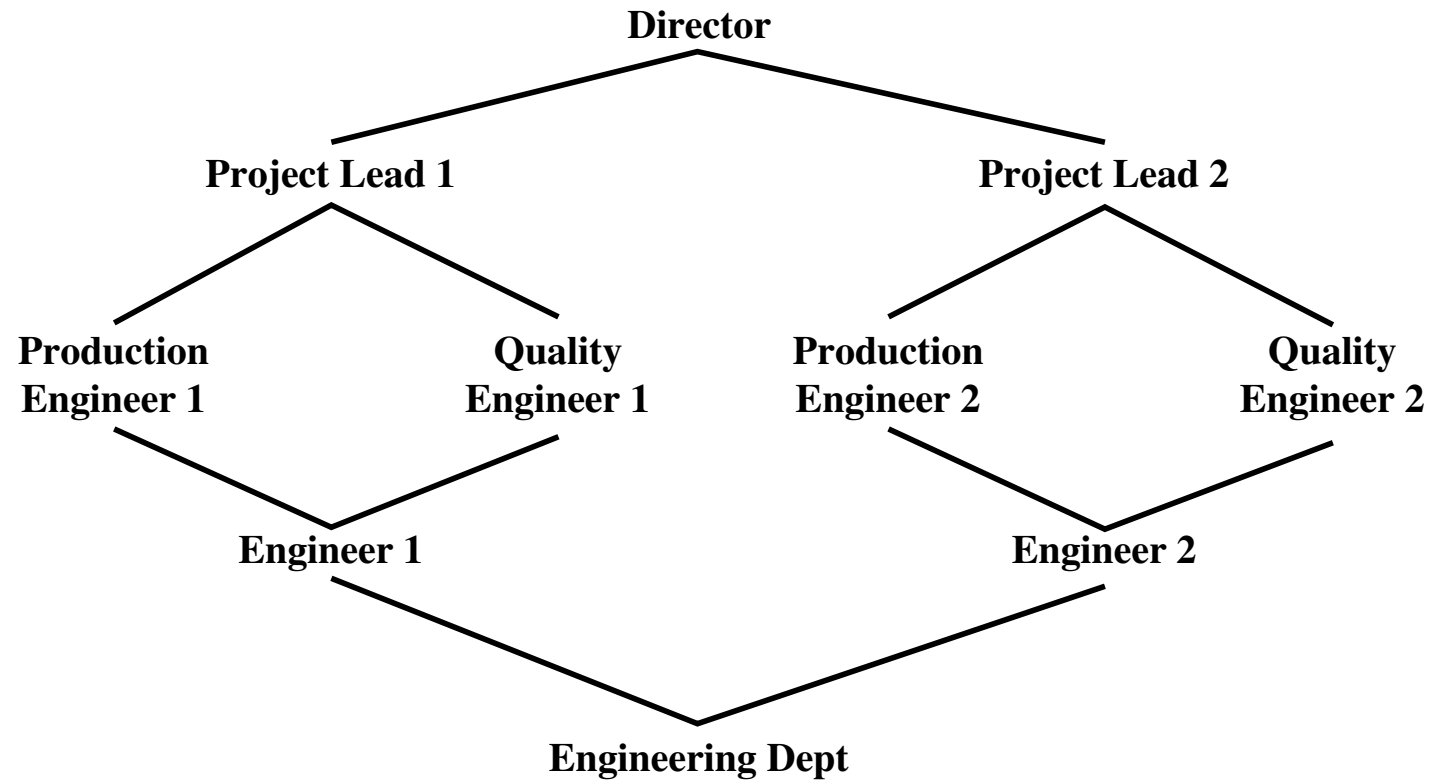 Director
Project Lead 1
Project Lead 2
Production
Engineer 1
Quality
Engineer 1
Production
Engineer 2
Quality
Engineer 2
Engineer 1
Engineer 2
Engineering Dept